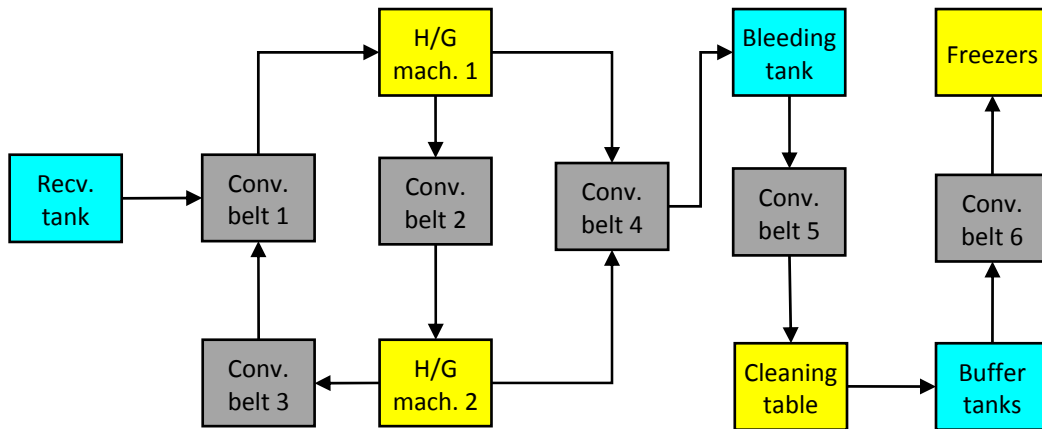 H/G
mach. 1
Bleeding
tank
Freezers
Recv.
tank
Conv.
belt 1
Conv.
belt 2
Conv.
belt 4
Conv.
belt 5
Conv.
belt 6
Conv.
belt 3
H/G
mach. 2
Cleaning
table
Buffer
tanks